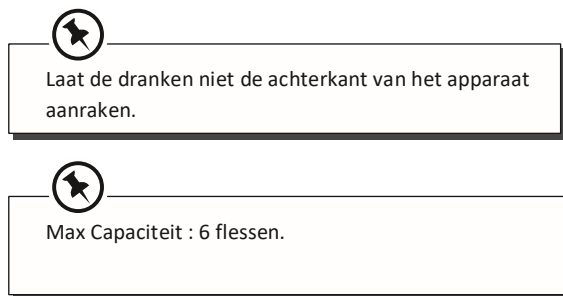 Laat de dranken niet de achterkant van het apparaat
aanraken.
Max Capaciteit : 6 flessen.